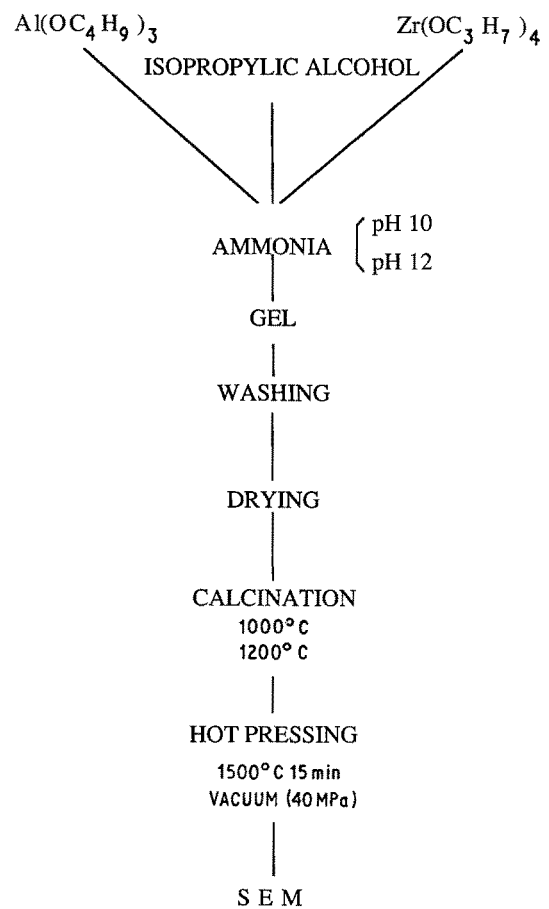 Al(OC4H9)3 Zr(OC3H7)4
ISOPROPYLIC ALCOHOL
pH 10
AMMONIA
pH 12
GEL
WASHING
DRYING
CALCINATION
1000°C
1200°C
HOT PRESSING
1500°C 15 min
VACUUM (40 MPa)
S E M